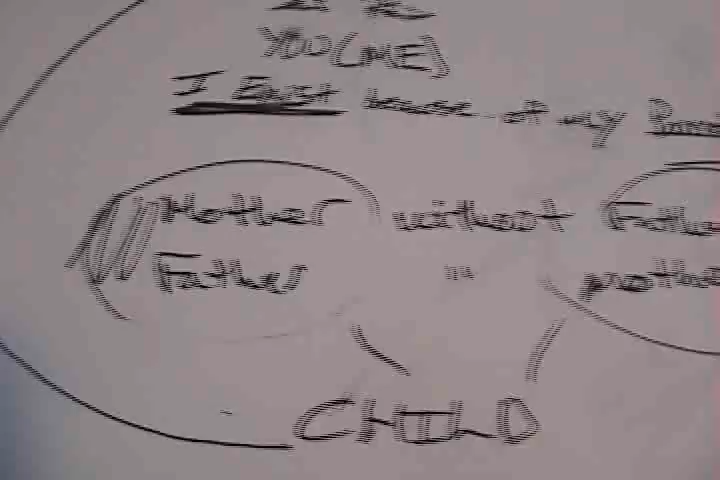 YOU (ME)
I Exist because of my
Mother without Father
Father " mother
CHILD